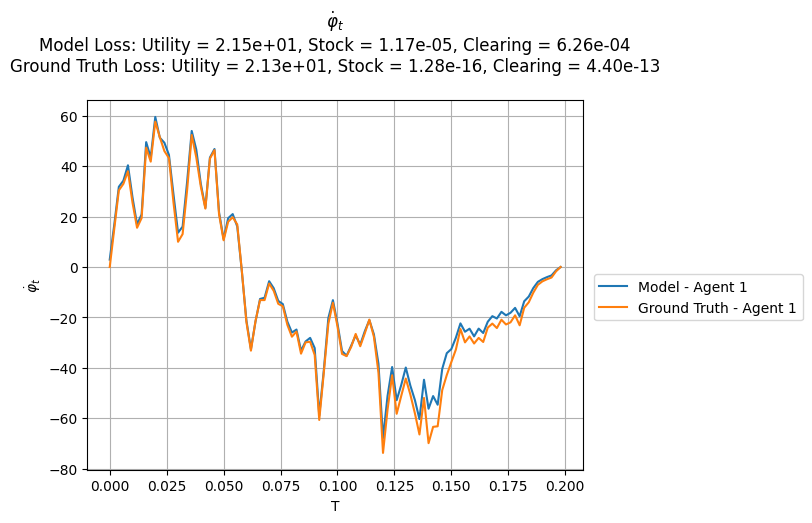 φ̇ₜ
Model Loss: Utility = 2.15e+01, Stock = 1.17e-05, Clearing = 6.26e-04
Ground Truth Loss: Utility = 2.13e+01, Stock = 1.28e-16, Clearing = 4.40e-13
60
40
20
0
−20
−40
−60
−80
φ̇ₜ
0.000 0.025 0.050 0.075 0.100 0.125 0.150 0.175 0.200
T
Model - Agent 1
Ground Truth - Agent 1